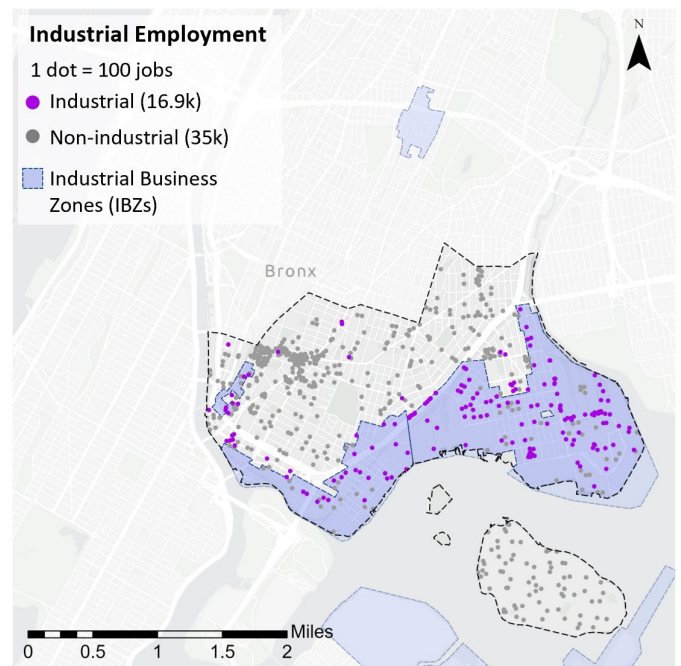 Industrial Employment
1 dot = 100 jobs
Industrial (16.9k)
Non-industrial (35k)
Industrial Business
Zones (IBZs)
N
Bronx
Miles
0 0.5 1 1.5 2